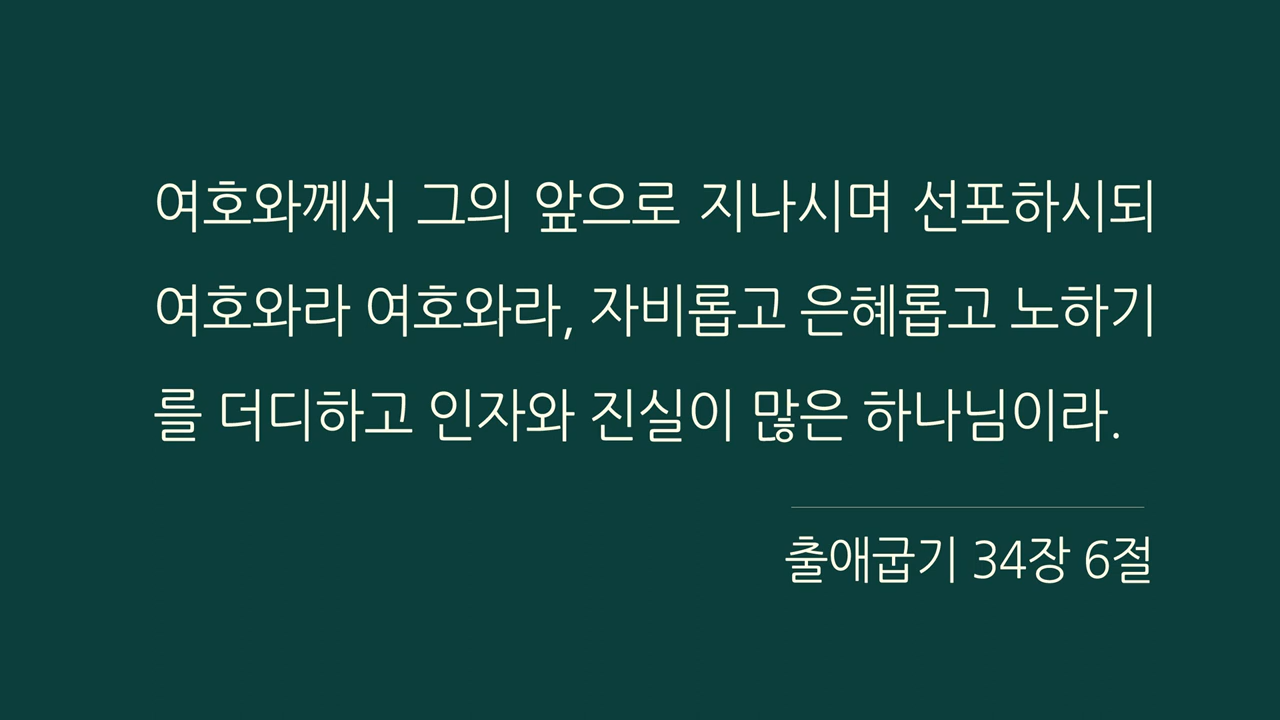 여호와께서 그의 앞으로 지나시며 선포하시되
여호와라 여호와라, 자비롭고 은혜롭고 노하기
를 더디하고 인자와 진실이 많은 하나님이라.
출애굽기 34장 6절